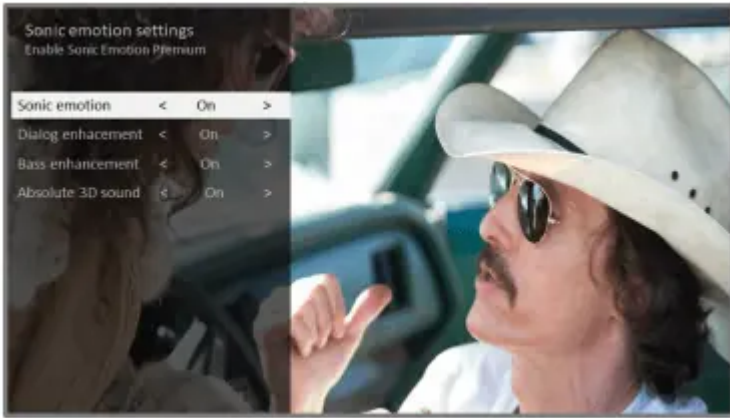 Sonic emotion settings
Enable Sonic Emotion Premium
Sonic emotion < On >
Dialog enhacement < On >
Bass enhancement < On >
Absolute 3D sound < On >